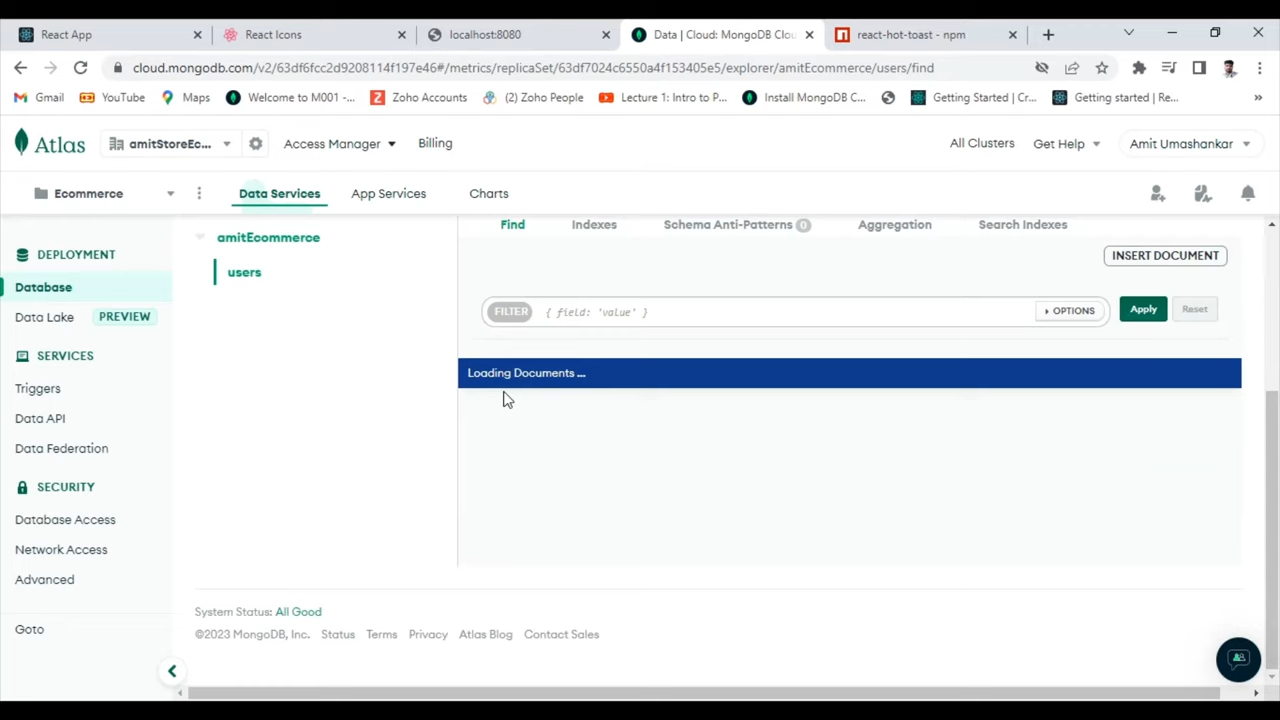 React App
React Icons
localhost:8080
Data | Cloud: MongoDB Clou
react-hot-toast - npm
cloud.mongodb.com/v2/63df6fcc2d9208114f197e46#/metrics/replicaSet/63df7024c6550a4f153405e5/explorer/amitEcommerce/users/find
Gmail
YouTube
Maps
Welcome to M001 -...
Zoho Accounts
(2) Zoho People
Lecture 1: Intro to P...
Install MongoDB C...
Getting Started | Cr...
Getting started | Re...
Atlas
amitStoreEc...
Access Manager
Billing
All Clusters
Get Help
Amit Umashankar
Ecommerce
Data Services
App Services
Charts
DEPLOYMENT
Database
Data Lake
PREVIEW
SERVICES
Triggers
Data API
Data Federation
SECURITY
Database Access
Network Access
Advanced
Goto
amitEcommerce
users
Find
Indexes
Schema Anti-Patterns 0
Aggregation
Search Indexes
INSERT DOCUMENT
FILTER
{ field: 'value' }
OPTIONS
Apply
Reset
Loading Documents ...
System Status: All Good
©2023 MongoDB, Inc. Status Terms Privacy Atlas Blog Contact Sales